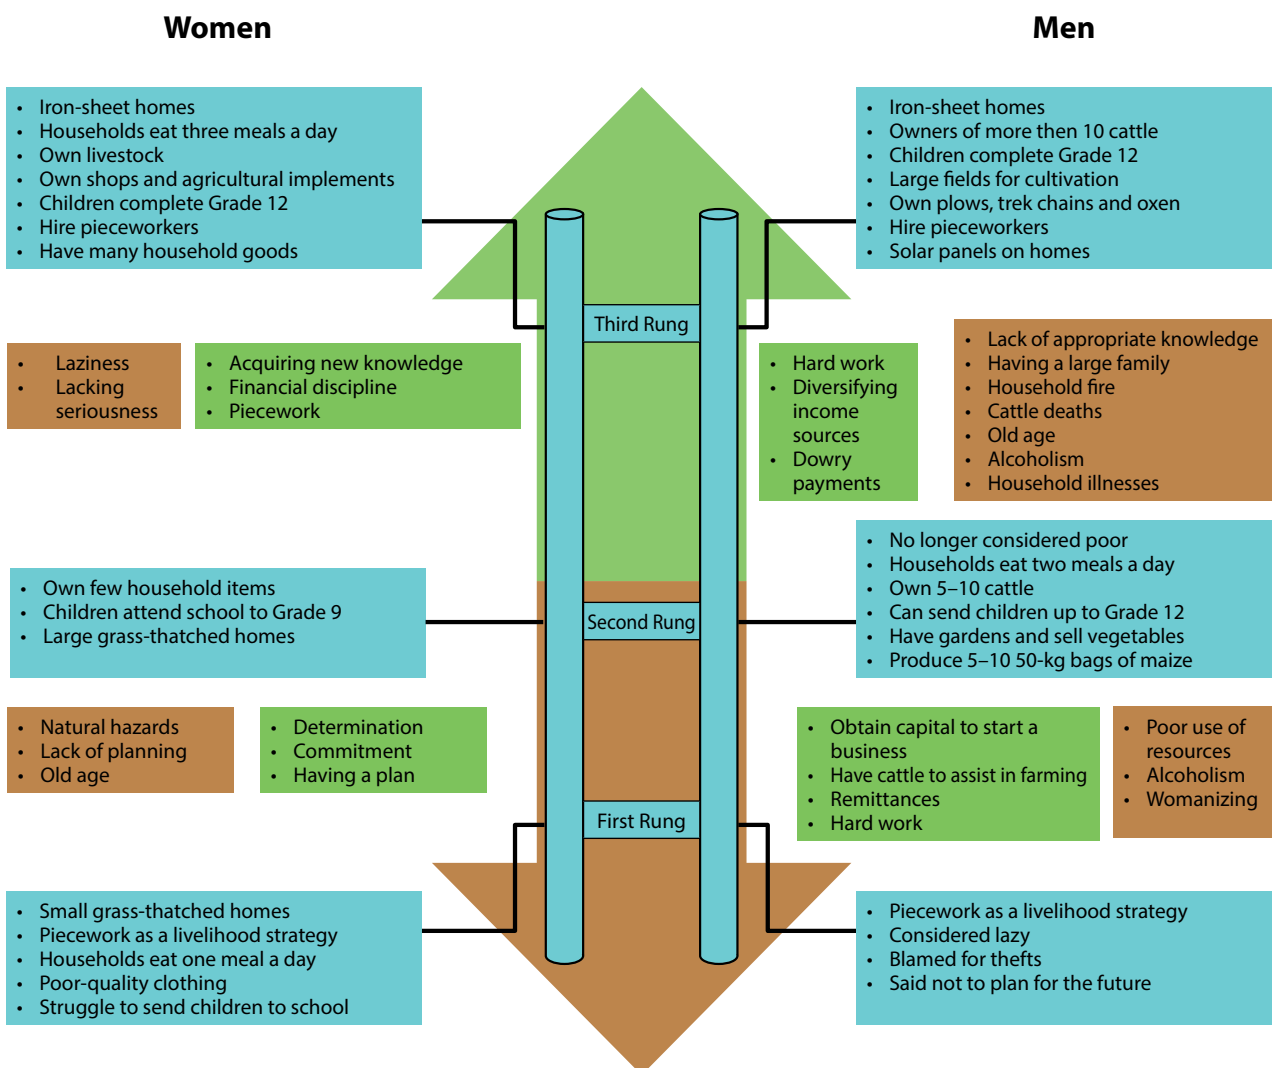 Women
Men
• Iron-sheet homes
• Households eat three meals a day
• Own livestock
• Own shops and agricultural implements
• Children complete Grade 12
• Hire pieceworkers
• Have many household goods
• Iron-sheet homes
• Owners of more then 10 cattle
• Children complete Grade 12
• Large fields for cultivation
• Own plows, trek chains and oxen
• Hire pieceworkers
• Solar panels on homes
Third Rung
• Laziness
• Lacking
seriousness
• Acquiring new knowledge
• Financial discipline
• Piecework
• Hard work
• Diversifying
income
sources
• Dowry
payments
• Lack of appropriate knowledge
• Having a large family
• Household fire
• Cattle deaths
• Old age
• Alcoholism
• Household illnesses
• Own few household items
• Children attend school to Grade 9
• Large grass-thatched homes
Second Rung
• No longer considered poor
• Households eat two meals a day
• Own 5–10 cattle
• Can send children up to Grade 12
• Have gardens and sell vegetables
• Produce 5–10 50-kg bags of maize
• Natural hazards
• Lack of planning
• Old age
• Determination
• Commitment
• Having a plan
• Obtain capital to start a
business
• Have cattle to assist in farming
• Remittances
• Hard work
• Poor use of
resources
• Alcoholism
• Womanizing
First Rung
• Small grass-thatched homes
• Piecework as a livelihood strategy
• Households eat one meal a day
• Poor-quality clothing
• Struggle to send children to school
• Piecework as a livelihood strategy
• Considered lazy
• Blamed for thefts
• Said not to plan for the future